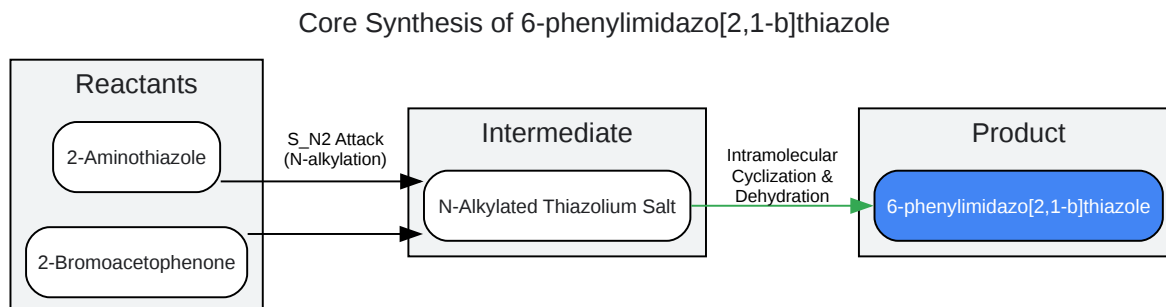 Core Synthesis of 6-phenylimidazo[2,1-b]thiazole
Reactants
2-Aminothiazole
2-Bromoacetophenone
S_N2 Attack
(N-alkylation)
Intermediate
N-Alkylated Thiazolium Salt
Intramolecular
Cyclization &
Dehydration
Product
6-phenylimidazo[2,1-b]thiazole